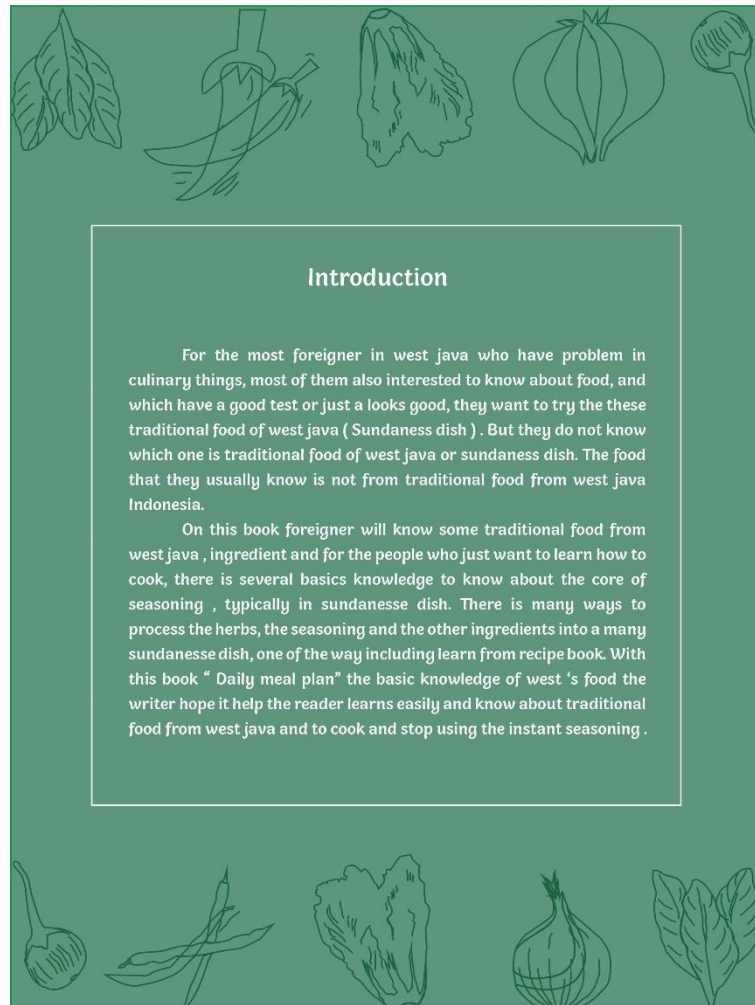 Introduction
For the most foreigner in west java who have problem in
culinary things, most of them also interested to know about food, and
which have a good test or just a looks good, they want to try the these
traditional food of west java ( Sundaness dish ) . But they do not know
which one is traditional food of west java or sundaness dish. The food
that they usually know is not from traditional food from west java
Indonesia.
On this book foreigner will know some traditional food from
west java , ingredient and for the people who just want to learn how to
cook, there is several basics knowledge to know about the core of
seasoning , typically in sundanesse dish. There is many ways to
process the herbs, the seasoning and the other ingredients into a many
sundanesse dish, one of the way including learn from recipe book. With
this book “ Daily meal plan” the basic knowledge of west ‘s food the
writer hope it help the reader learns easily and know about traditional
food from west java and to cook and stop using the instant seasoning .